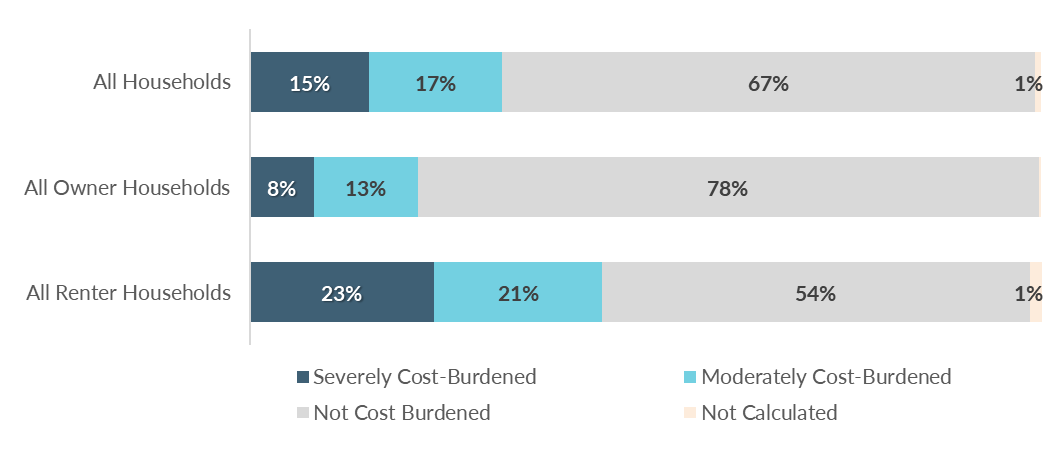 All Households 15% 17% 67% 1%
All Owner Households 8% 13% 78%
All Renter Households 23% 21% 54% 1%
Severely Cost-Burdened Moderately Cost-Burdened
Not Cost Burdened Not Calculated